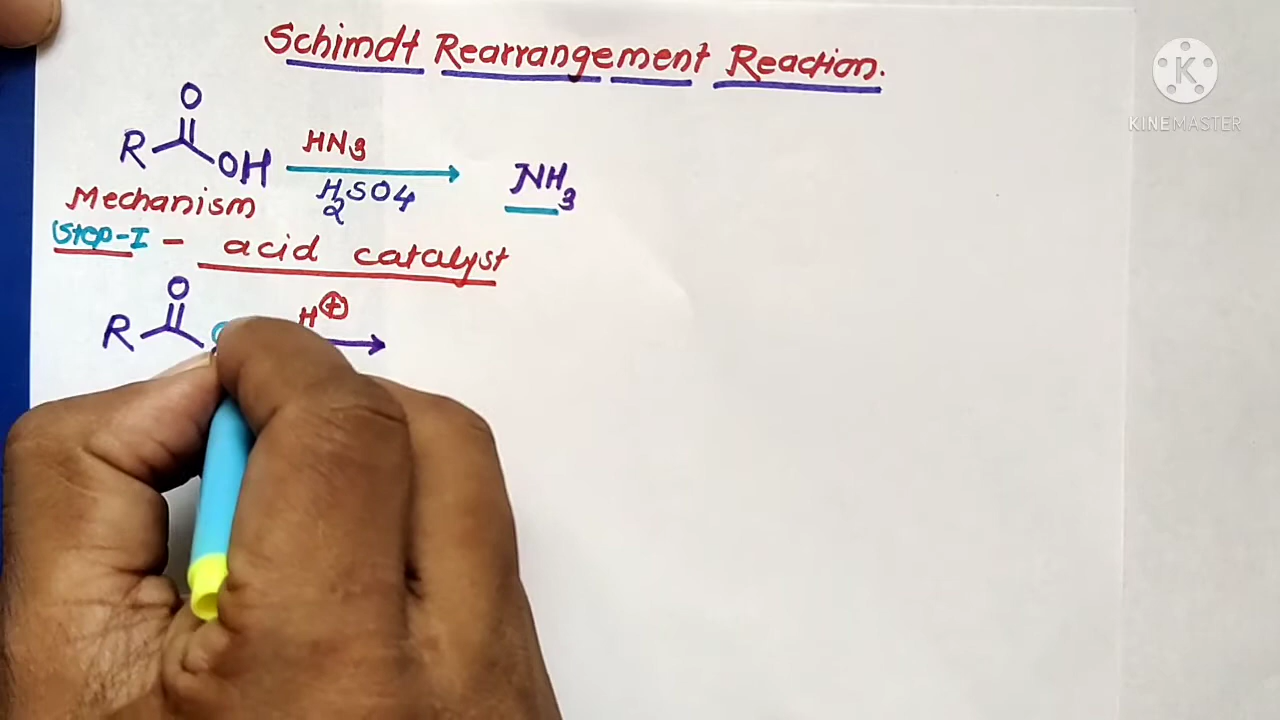 Schimdt Rearrangement Reaction.
O
R OH HN3 H2SO4 NH3
Mechanism
Step-I - acid catalyst
O
R H+
K
KINEMASTER